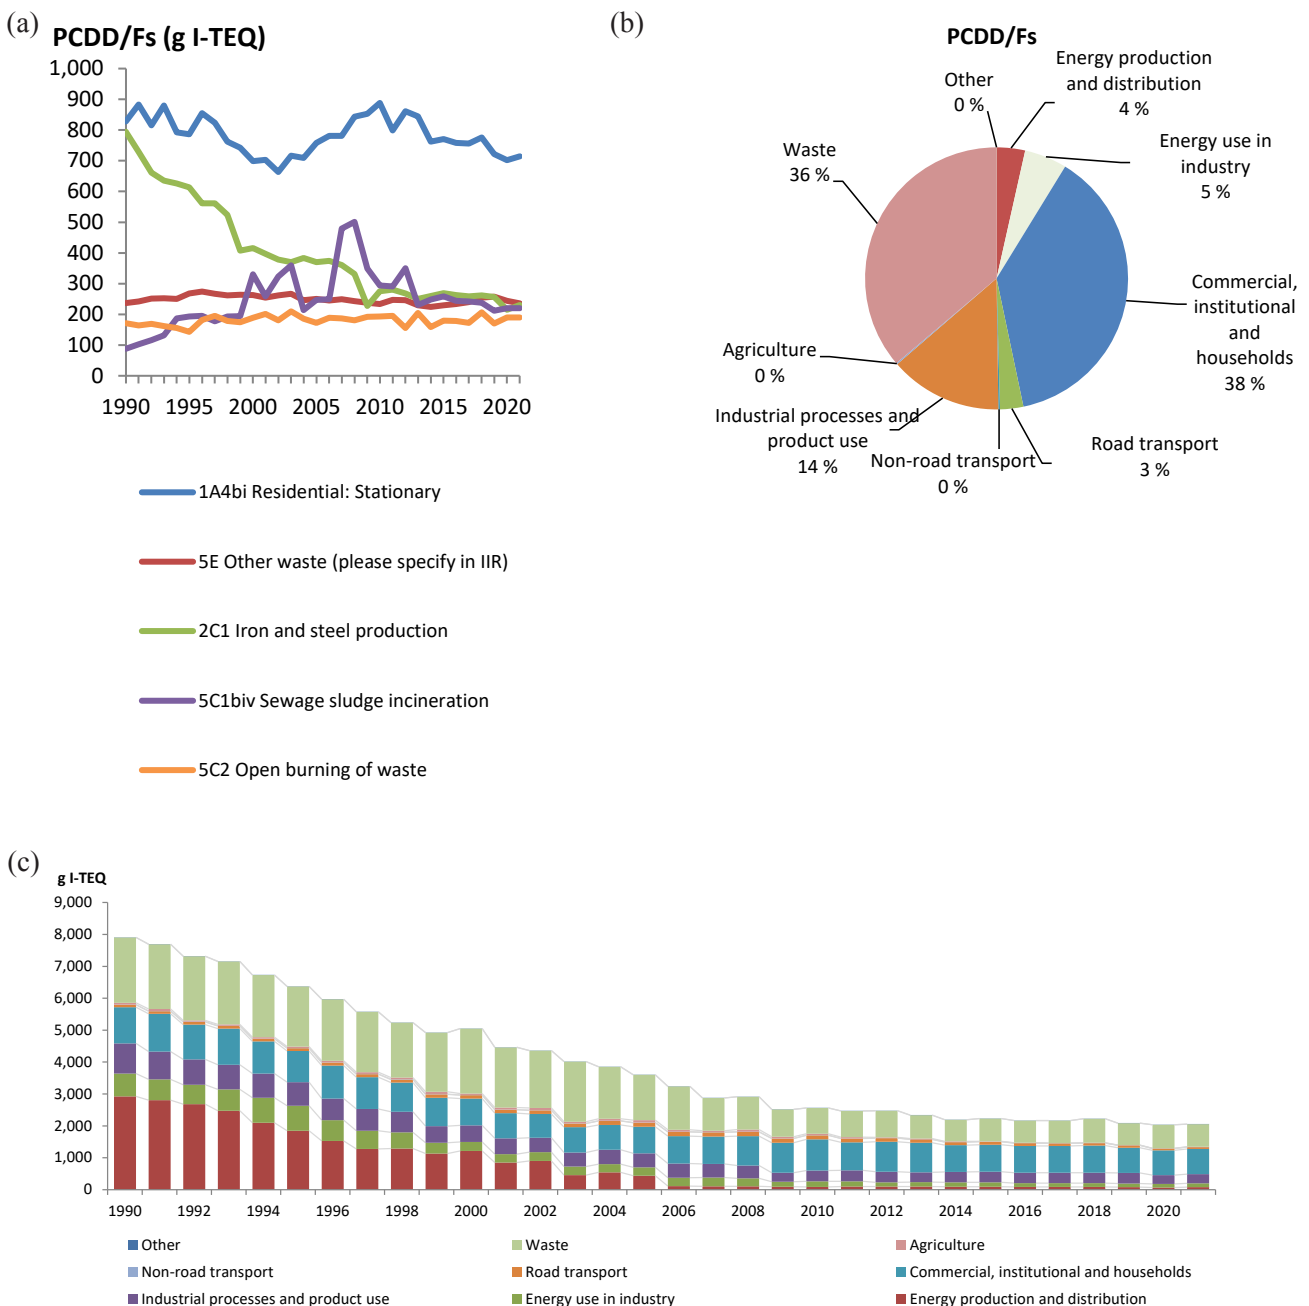 (a)
PCDD/Fs (g I-TEQ)
1,000
900
800
700
600
500
400
300
200
100
0
1990 1995 2000 2005 2010 2015 2020
1A4bi Residential: Stationary
5E Other waste (please specify in IIR)
2C1 Iron and steel production
5C1biv Sewage sludge incineration
5C2 Open burning of waste
(b)
PCDD/Fs
Other
0 %
Energy production
and distribution
4 %
Energy use in
industry
5 %
Waste
36 %
Commercial,
institutional
and
households
38 %
Agriculture
0 %
Industrial processes and
product use
14 %
Non-road transport
0 %
Road transport
3 %
(c)
g I-TEQ
9,000
8,000
7,000
6,000
5,000
4,000
3,000
2,000
1,000
0
1990 1992 1994 1996 1998 2000 2002 2004 2006 2008 2010 2012 2014 2016 2018 2020
Other Waste Agriculture
Non-road transport Road transport Commercial, institutional and households
Industrial processes and product use Energy use in industry Energy production and distribution